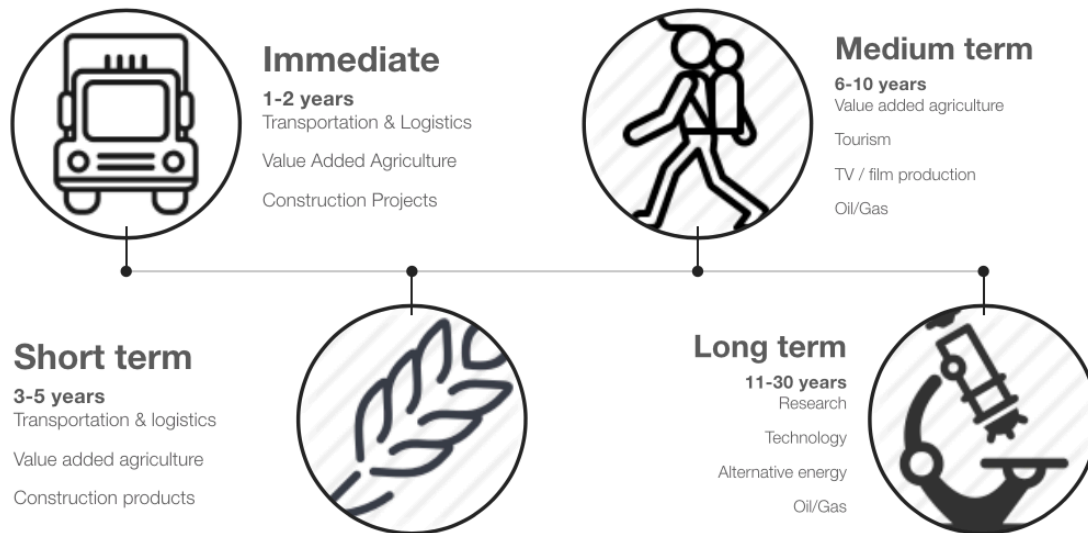 Immediate
1-2 years
Transportation & Logistics
Value Added Agriculture
Construction Projects
Short term
3-5 years
Transportation & logistics
Value added agriculture
Construction products
Medium term
6-10 years
Value added agriculture
Tourism
TV / film production
Oil/Gas
Long term
11-30 years
Research
Technology
Alternative energy
Oil/Gas